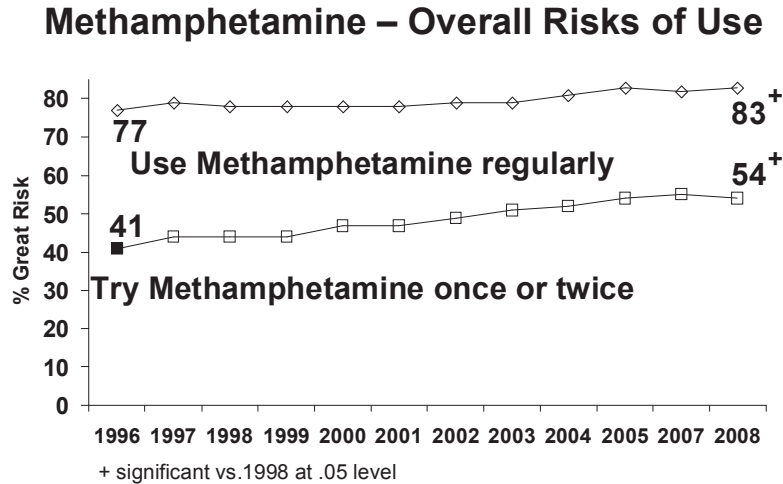 Methamphetamine – Overall Risks of Use
% Great Risk
80
70
60
50
40
30
20
10
0
77
83+
Use Methamphetamine regularly
54+
41
Try Methamphetamine once or twice
1996 1997 1998 1999 2000 2001 2002 2003 2004 2005 2007 2008
+ significant vs.1998 at .05 level